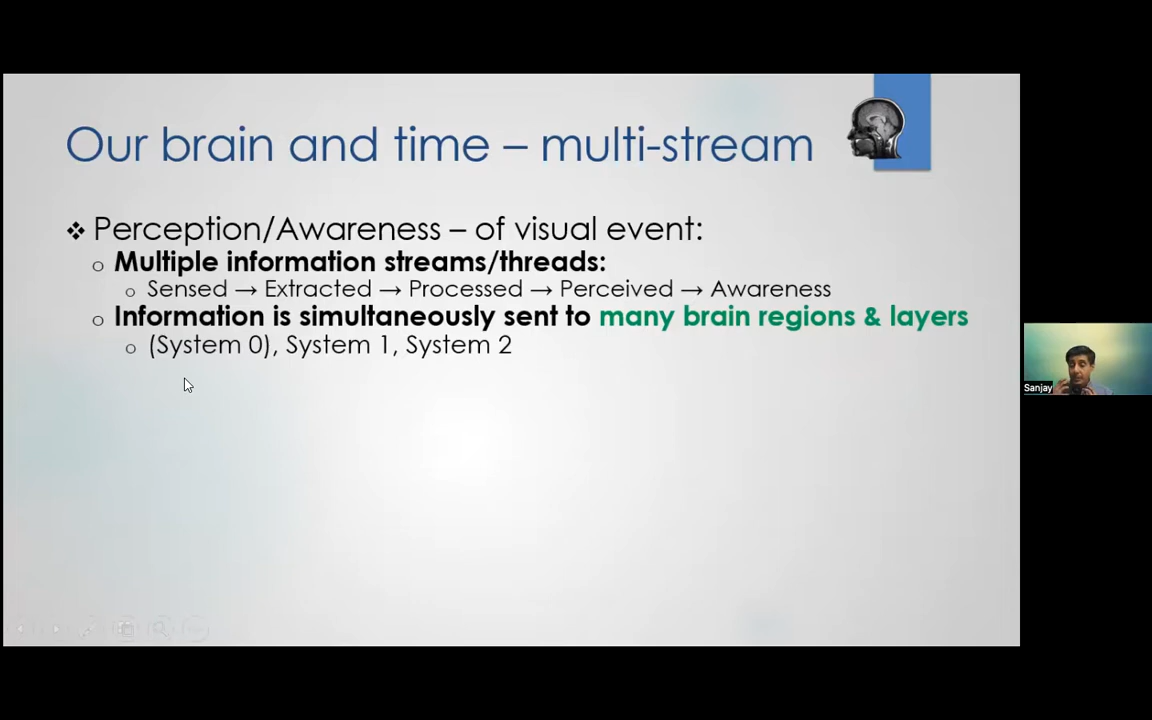 Our brain and time – multi-stream
❖ Perception/Awareness – of visual event:
o Multiple information streams/threads:
o Sensed → Extracted → Processed → Perceived → Awareness
o Information is simultaneously sent to many brain regions & layers
o (System 0), System 1, System 2
Sanjay